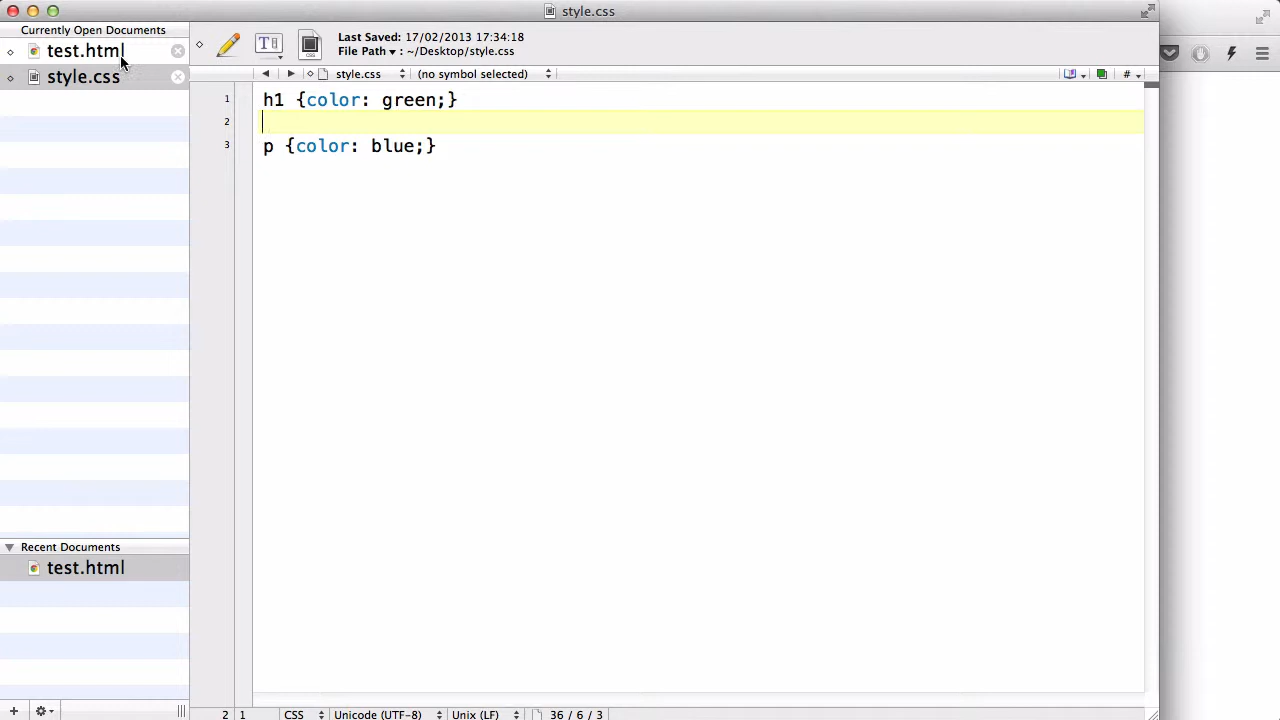 style.css
Currently Open Documents
test.html
style.css
Last Saved: 17/02/2013 17:34:18
File Path ▾ : ~/Desktop/style.css
style.css
(no symbol selected)
#
1 h1 {color: green;}
2
3 p {color: blue;}
Recent Documents
test.html
2 1 CSS Unicode (UTF-8) Unix (LF) 36 / 6 / 3